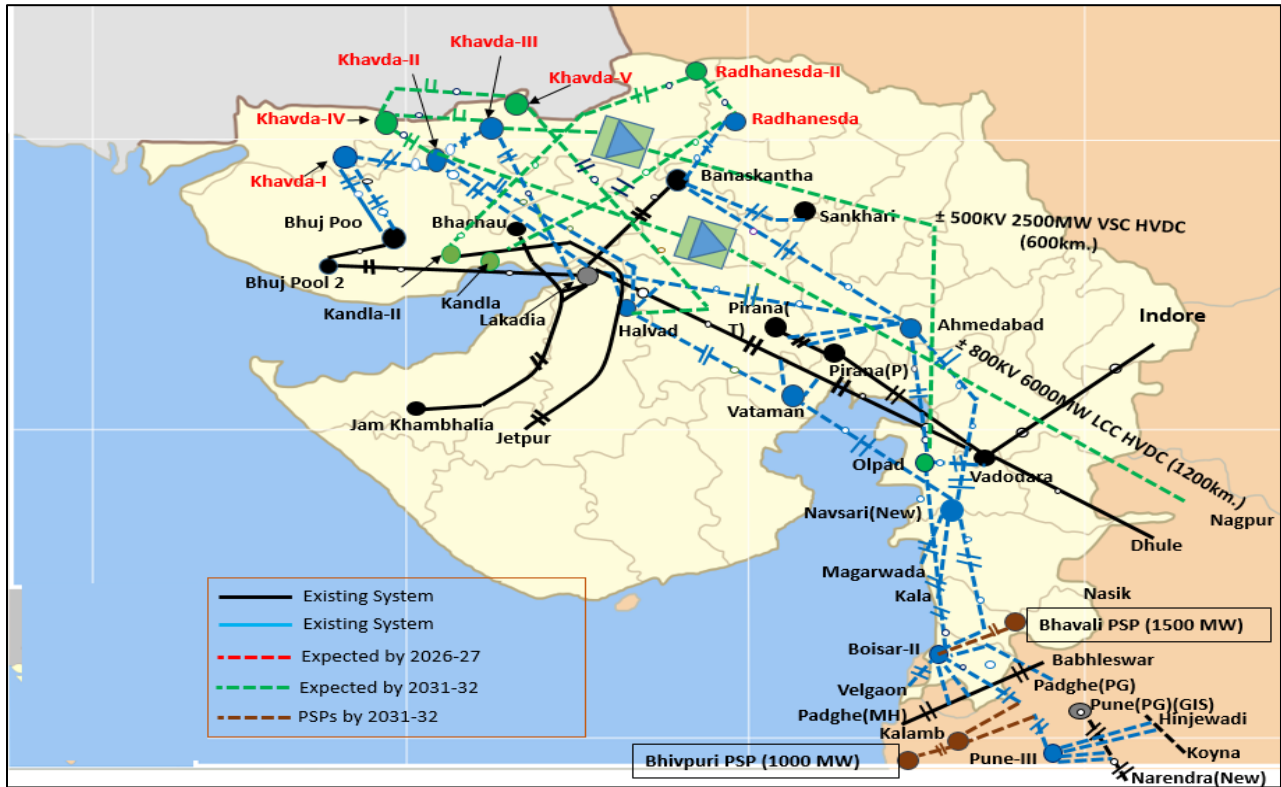 Khavda-III
Khavda-II
Khavda-V
Radhanesda-II
Khavda-IV
Radhanesda
Khavda-I
Banaskantha
Bhuj Poo
Bhachau
Sankhari
± 500KV 2500MW VSC HVDC
(600km.)
Bhuj Pool 2
Kandla
Kandla-II
Lakadia
Halvad
Pirana(
T)
Ahmedabad
Indore
Pirana(P)
± 800KV 6000MW LCC HVDC (1200km.)
Vataman
Jam Khambhalia
Jetpur
Olpad
Vadodara
Navsari(New)
Nagpur
Dhule
Magarwada
Kala
Nasik
Existing System
Existing System
Expected by 2026-27
Expected by 2031-32
PSPs by 2031-32
Bhavali PSP (1500 MW)
Boisar-II
Babhleswar
Velgaon
Padghe(PG)
Padghe(MH)
Pune(PG)(GIS)
Hinjewadi
Kalamb
Bhivpuri PSP (1000 MW)
Pune-III
Koyna
Narendra(New)